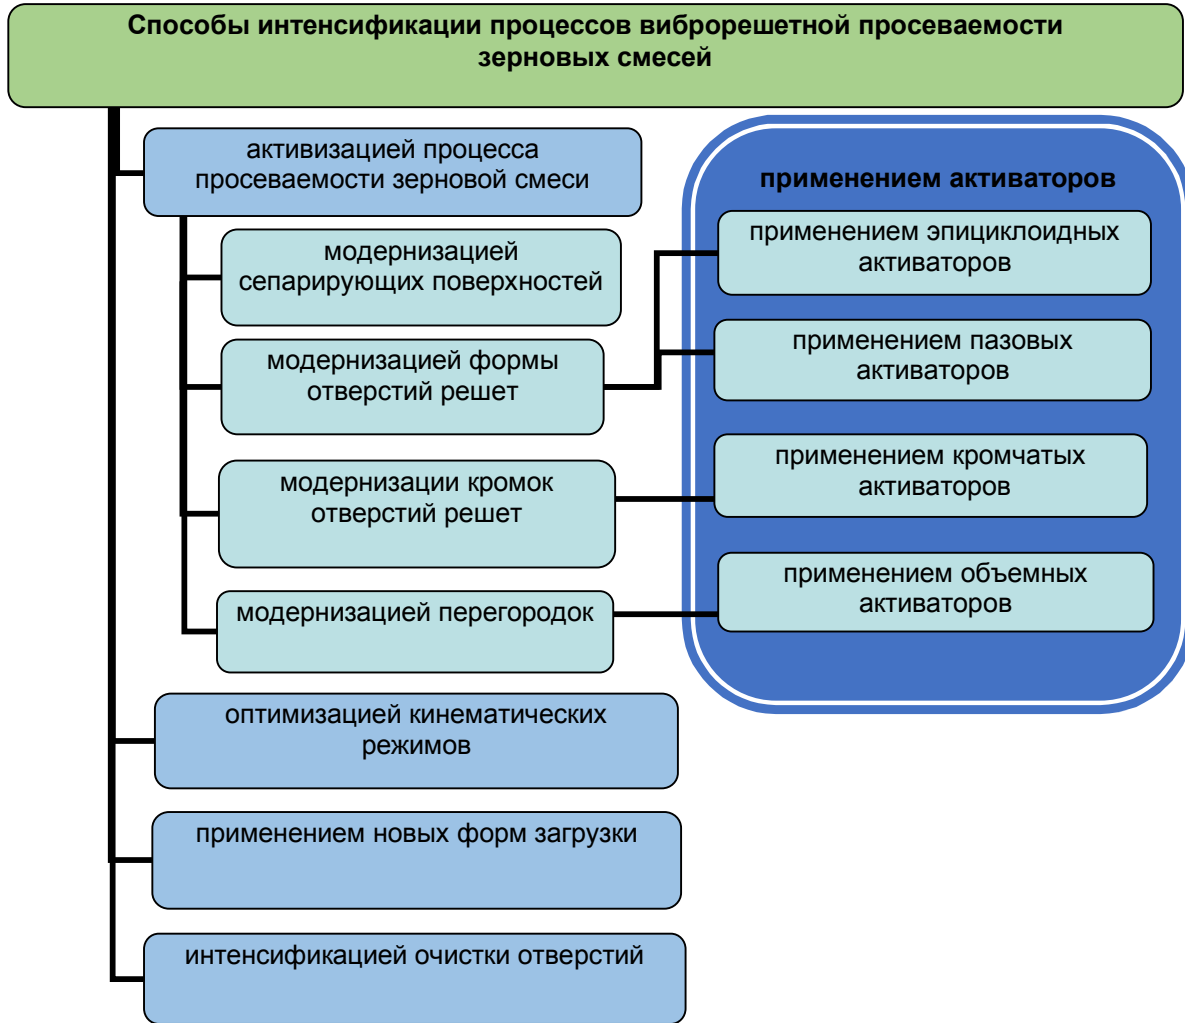 Способы интенсификации процессов виброрешетной просеваемости
зерновых смесей
активизацией процесса
просеваемости зерновой смеси
модернизацией
сепарирующих поверхностей
модернизацией формы
отверстий решет
модернизации кромок
отверстий решет
модернизацией перегородок
применением активаторов
применением эпициклоидных
активаторов
применением пазовых
активаторов
применением кромчатых
активаторов
применением объемных
активаторов
оптимизацией кинематических
режимов
применением новых форм загрузки
интенсификацией очистки отверстий